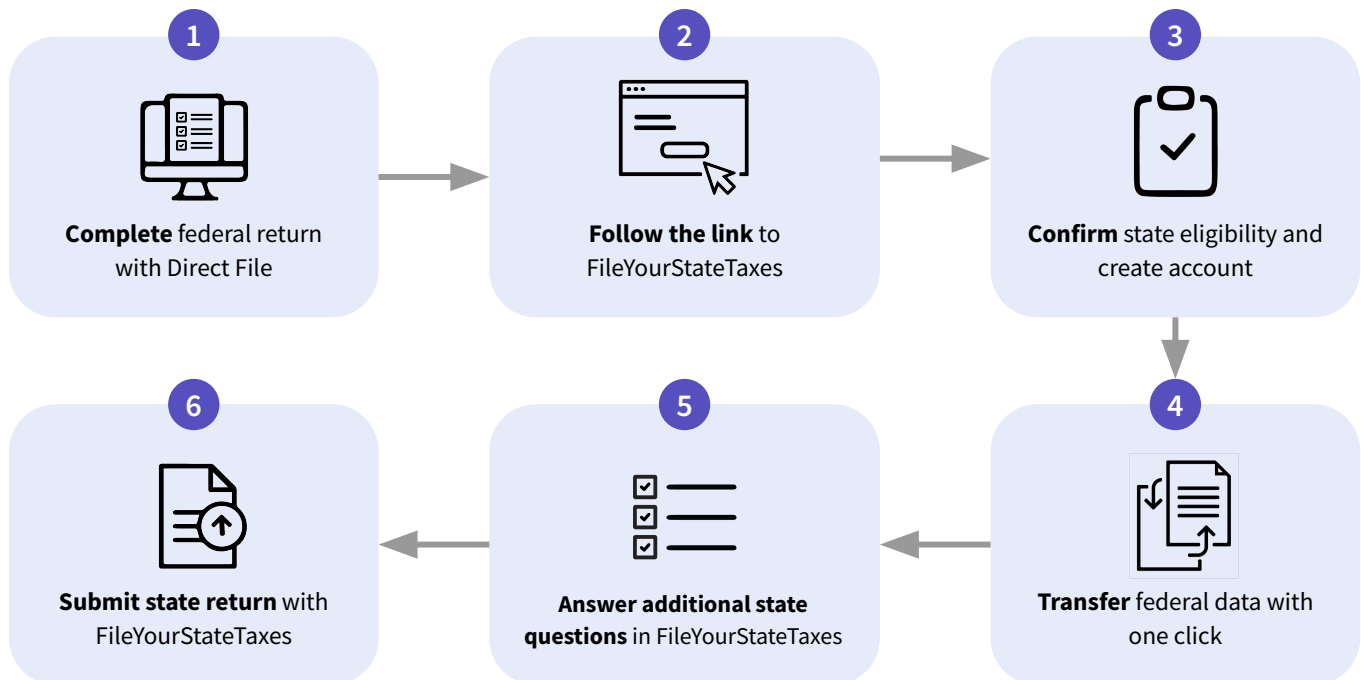 1
Complete federal return
with Direct File
2
Follow the link to
FileYourStateTaxes
3
Confirm state eligibility and
create account
4
Transfer federal data with
one click
5
Answer additional state
questions in FileYourStateTaxes
6
Submit state return with
FileYourStateTaxes